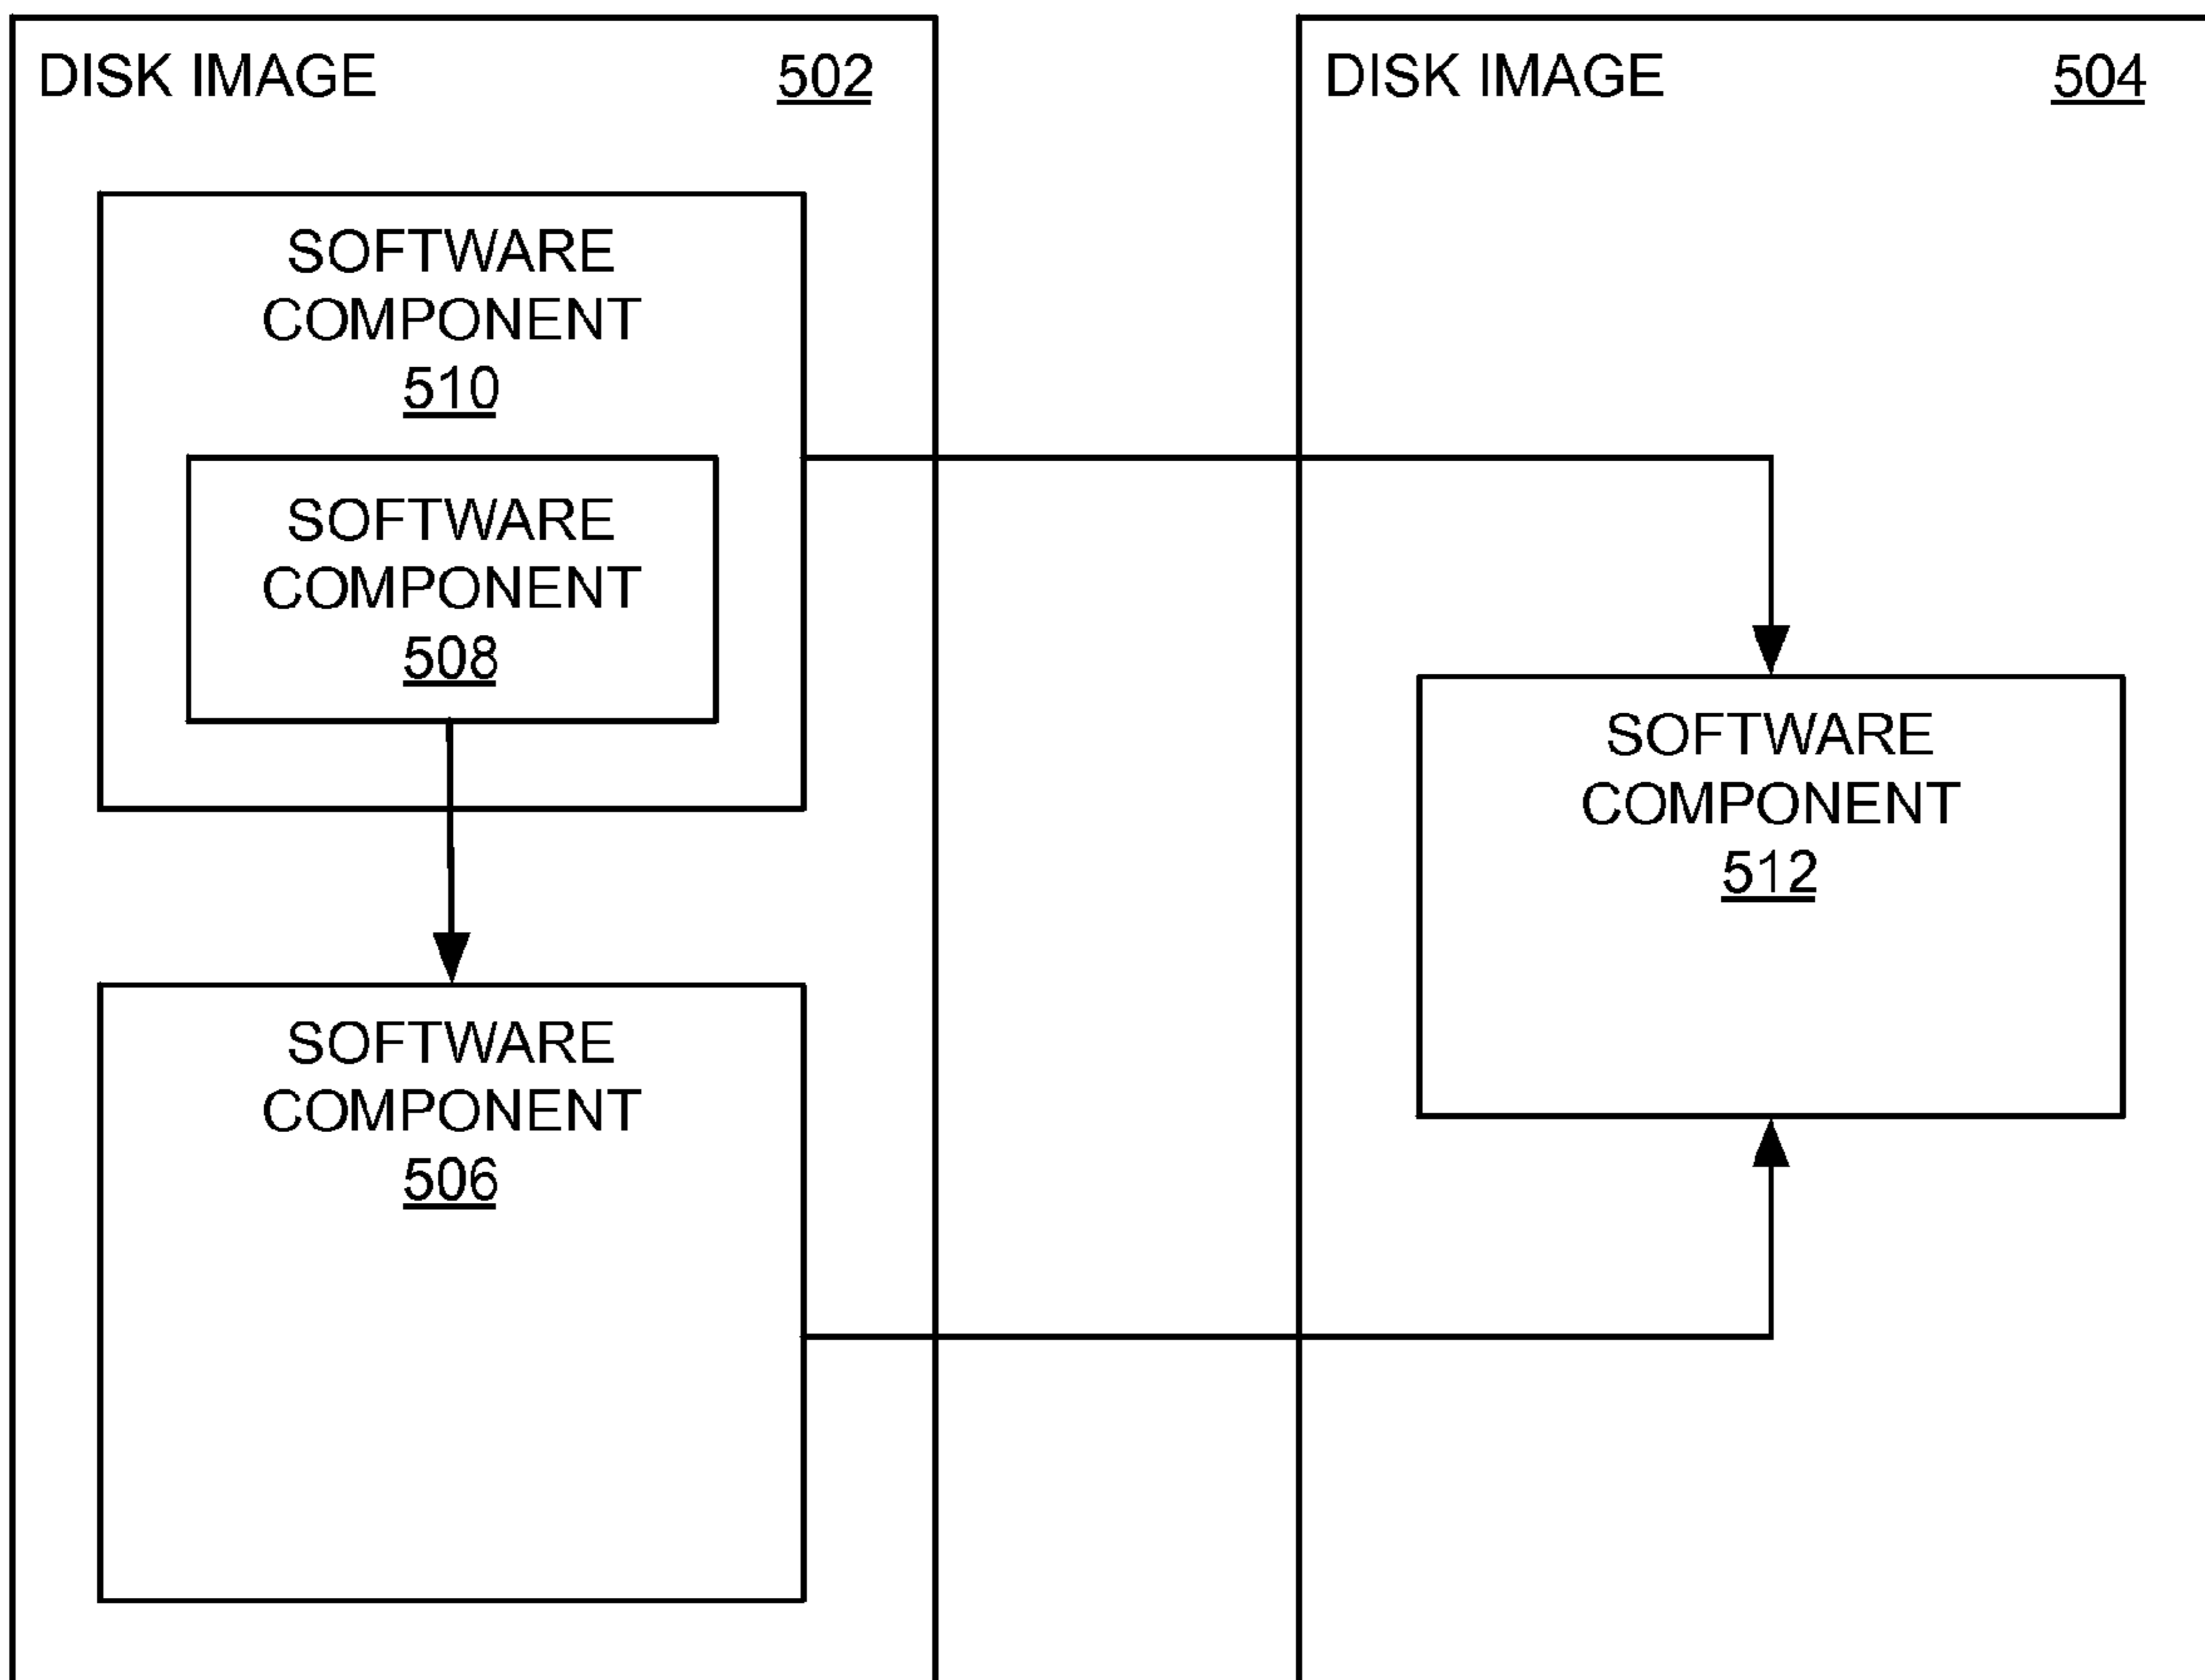 DISK IMAGE 502
SOFTWARE
COMPONENT
510
SOFTWARE
COMPONENT
508
SOFTWARE
COMPONENT
506
DISK IMAGE 504
SOFTWARE
COMPONENT
512